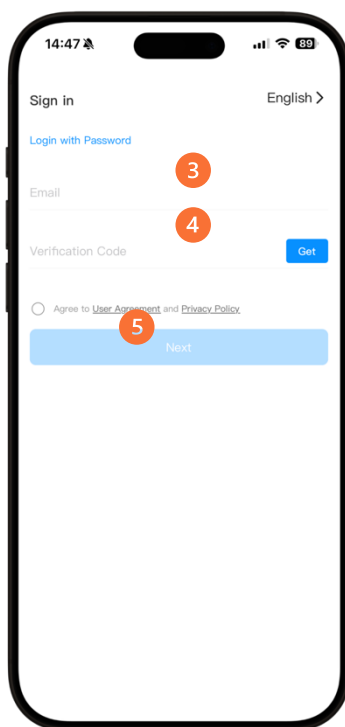 14:47 89
Sign in English
Login with Password
3
Email
4
Verification Code Get
Agree to User Agreement and Privacy Policy
5
Next